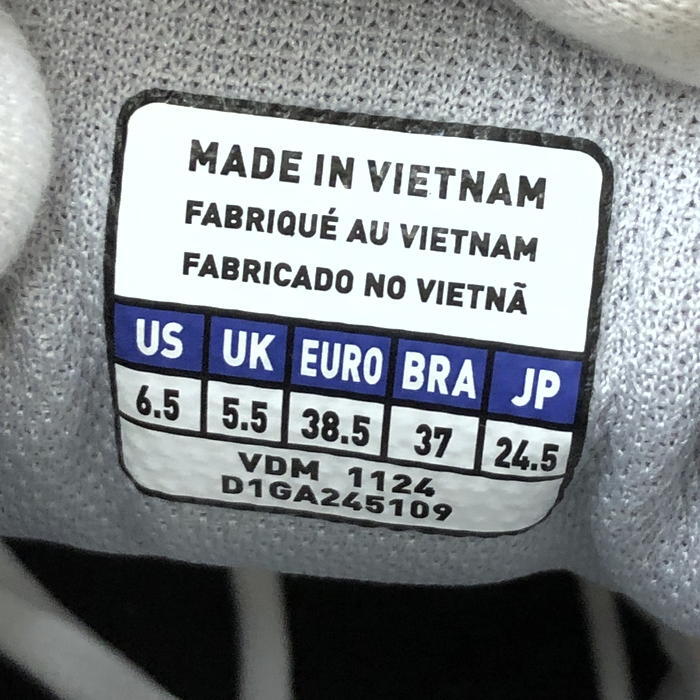 MADE IN VIETNAM
FABRIQUÉ AU VIETNAM
FABRICADO NO VIETNÃ
US UK EURO BRA JP
6.5 5.5 38.5 37 24.5
VDM 1124
D1GA245109